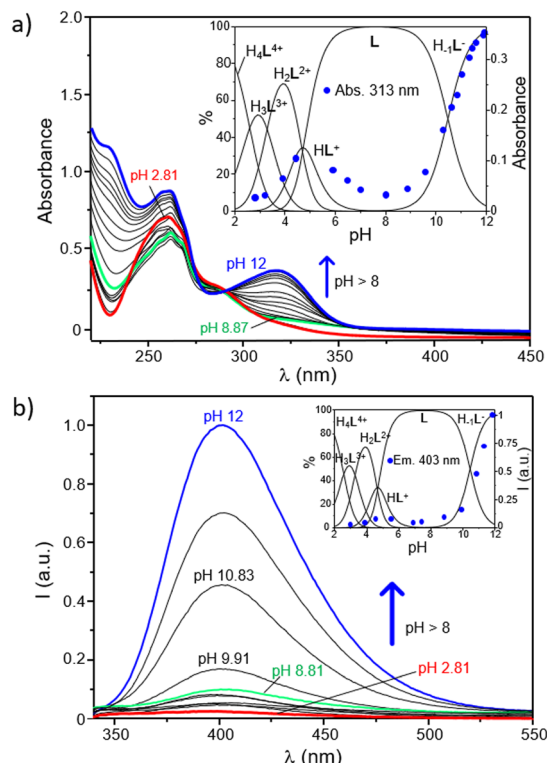 a)
2.0
1.5
1.0
0.5
0
Absorbance
pH 2.81
pH 12
pH > 8
pH 8.87
250
300
350
400
450
λ (nm)
100
80
60
40
20
0
%
H₄L⁴⁺
H₃L³⁺
H₂L²⁺
HL⁺
L
H₋₁L⁻
Abs. 313 nm
0.3
0.2
0.1
0
Absorbance
2
4
6
8
10
12
pH
b)
1.0
0.8
0.6
0.4
0.2
0
I (a.u.)
pH 12
pH 10.83
pH 9.91
pH 8.81
pH 2.81
pH > 8
350
400
450
500
550
λ (nm)
100
80
60
40
20
0
%
H₄L⁴⁺
H₂L²⁺
H₃L³⁺
HL⁺
L
H₋₁L⁻
Em. 403 nm
1
0.75
0.5
0.25
0
I (a.u.)
2
4
6
8
10
12
pH